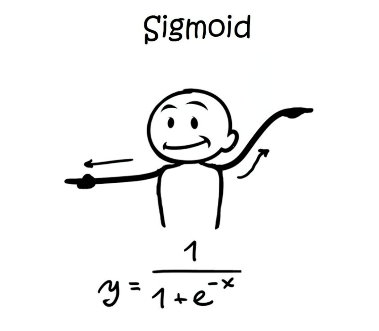 Sigmoid
y = 1 / 1 + e^-x